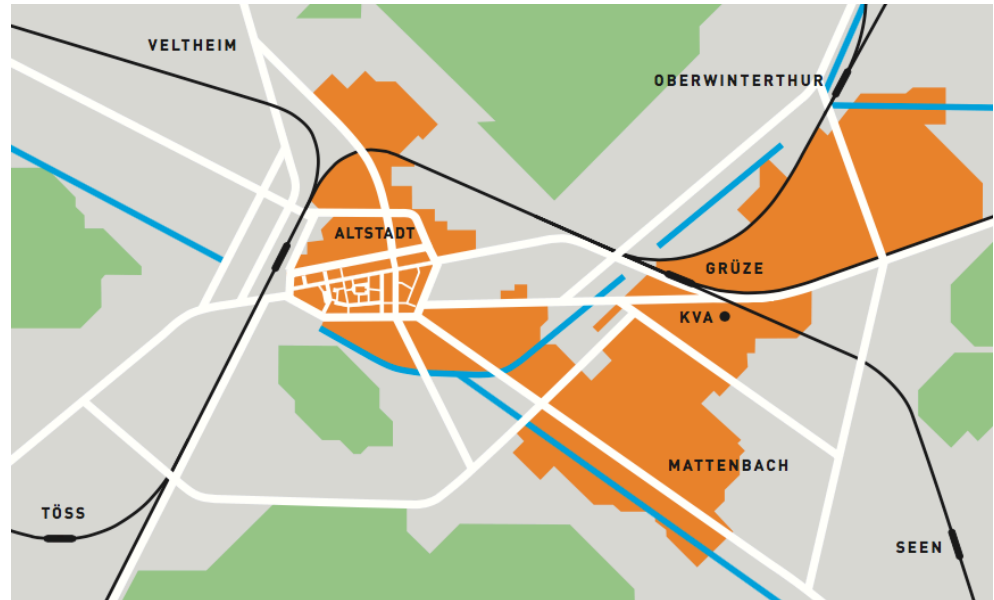 VELTHEIM
OBERWINTERTHUR
ALTSTADT
GRÜZE
KVA
MATTENBACH
TÖSS
SEEN